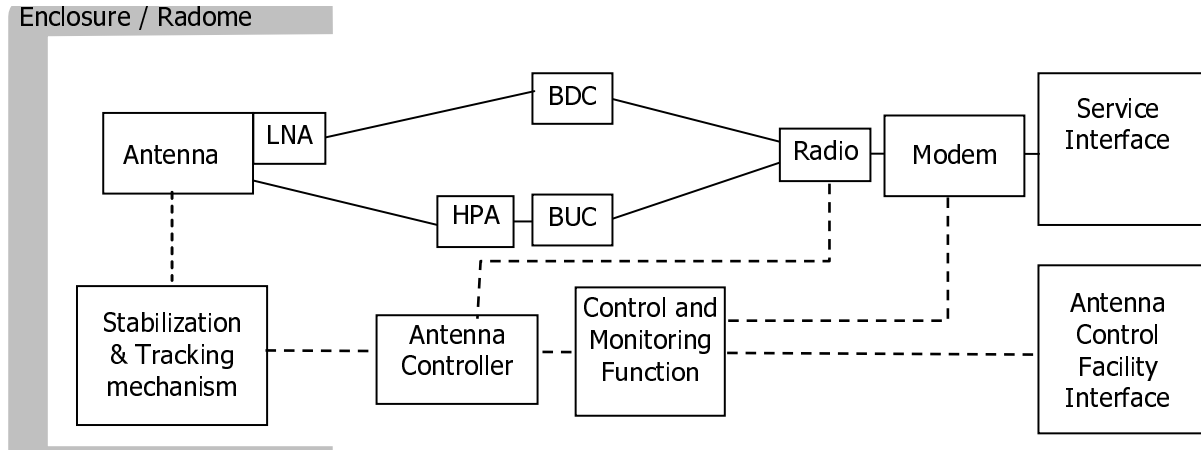 Enclosure / Radome
BDC
LNA
Antenna
Service
Interface
Radio
Modem
HPA
BUC
Stabilization
& Tracking
mechanism
Antenna
Controller
Control and
Monitoring
Function
Antenna
Control
Facility
Interface